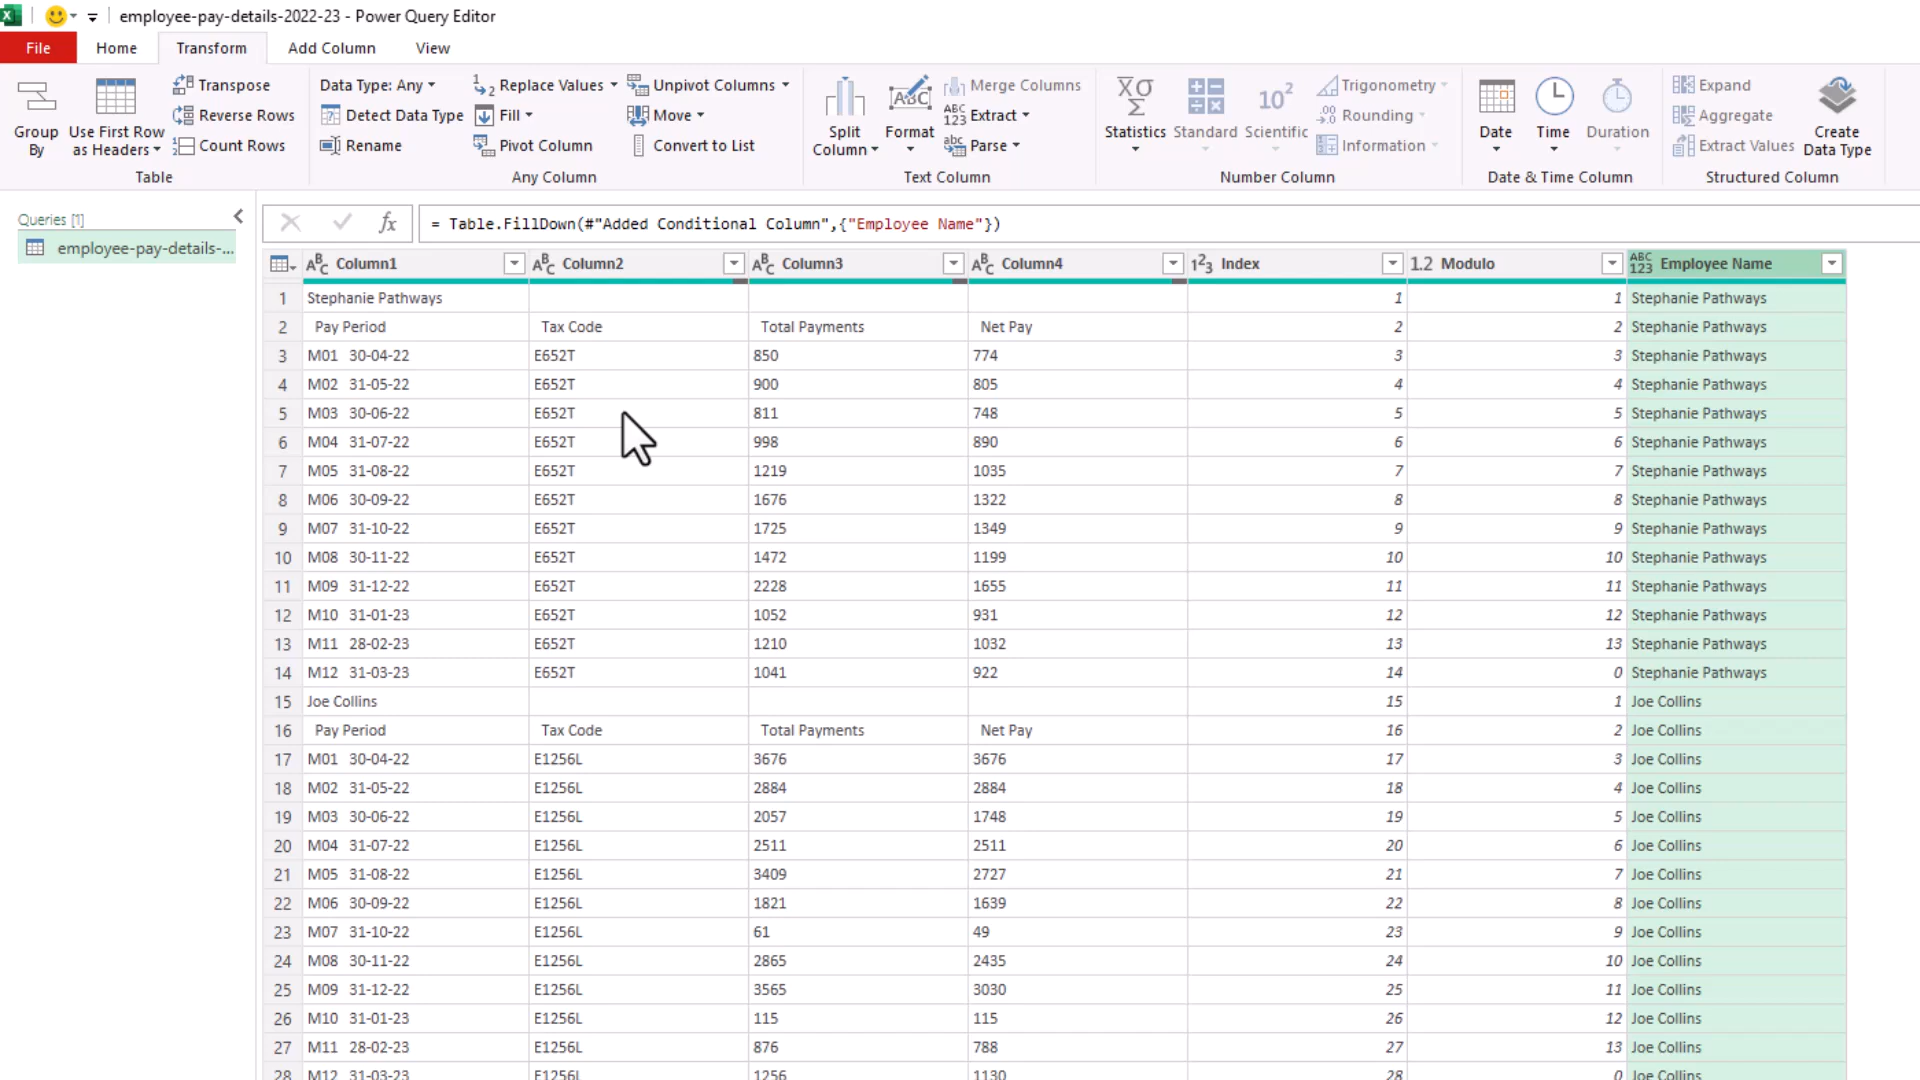 employee-pay-details-2022-23 - Power Query Editor
File Home Transform Add Column View
Group By
Use First Row as Headers
Transpose
Reverse Rows
Count Rows
Table
Data Type: Any
Detect Data Type
Rename
Replace Values
Fill
Pivot Column
Unpivot Columns
Move
Convert to List
Any Column
Split Column
Format
Merge Columns
Extract
Parse
Text Column
Statistics
Standard
Scientific
Trigonometry
Rounding
Information
Number Column
Date
Time
Duration
Date & Time Column
Expand
Aggregate
Extract Values
Create Data Type
Structured Column
Queries [1]
employee-pay-details-...
= Table.FillDown(#"Added Conditional Column",{"Employee Name"})
Column1 Column2 Column3 Column4 Index Modulo Employee Name
1 Stephanie Pathways 1 1 Stephanie Pathways
2 Pay Period Tax Code Total Payments Net Pay 2 2 Stephanie Pathways
3 M01 30-04-22 E652T 850 774 3 3 Stephanie Pathways
4 M02 31-05-22 E652T 900 805 4 4 Stephanie Pathways
5 M03 30-06-22 E652T 811 748 5 5 Stephanie Pathways
6 M04 31-07-22 E652T 998 890 6 6 Stephanie Pathways
7 M05 31-08-22 E652T 1219 1035 7 7 Stephanie Pathways
8 M06 30-09-22 E652T 1676 1322 8 8 Stephanie Pathways
9 M07 31-10-22 E652T 1725 1349 9 9 Stephanie Pathways
10 M08 30-11-22 E652T 1472 1199 10 10 Stephanie Pathways
11 M09 31-12-22 E652T 2228 1655 11 11 Stephanie Pathways
12 M10 31-01-23 E652T 1052 931 12 12 Stephanie Pathways
13 M11 28-02-23 E652T 1210 1032 13 13 Stephanie Pathways
14 M12 31-03-23 E652T 1041 922 14 0 Stephanie Pathways
15 Joe Collins 15 1 Joe Collins
16 Pay Period Tax Code Total Payments Net Pay 16 2 Joe Collins
17 M01 30-04-22 E1256L 3676 3676 17 3 Joe Collins
18 M02 31-05-22 E1256L 2884 2884 18 4 Joe Collins
19 M03 30-06-22 E1256L 2057 1748 19 5 Joe Collins
20 M04 31-07-22 E1256L 2511 2511 20 6 Joe Collins
21 M05 31-08-22 E1256L 3409 2727 21 7 Joe Collins
22 M06 30-09-22 E1256L 1821 1639 22 8 Joe Collins
23 M07 31-10-22 E1256L 61 49 23 9 Joe Collins
24 M08 30-11-22 E1256L 2865 2435 24 10 Joe Collins
25 M09 31-12-22 E1256L 3565 3030 25 11 Joe Collins
26 M10 31-01-23 E1256L 115 115 26 12 Joe Collins
27 M11 28-02-23 E1256L 876 788 27 13 Joe Collins
28 M12 31-03-23 E1256L 1256 1130 28 0 Joe Collins